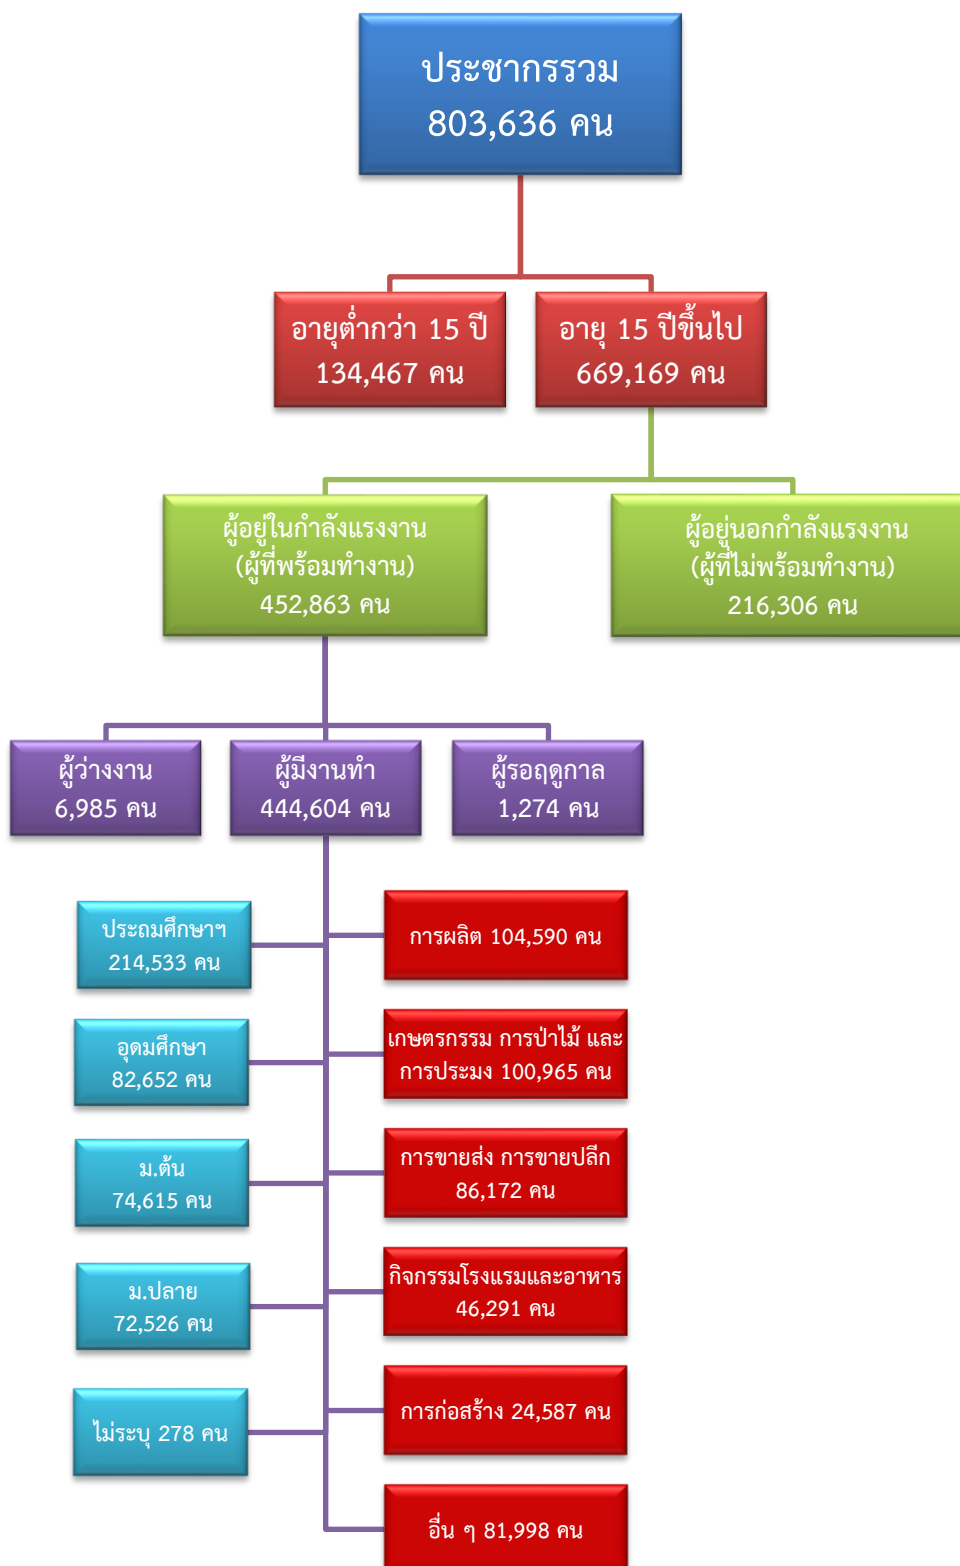 ประชากรรวม
803,636 คน
อายุต่ำกว่า 15 ปี
134,467 คน
อายุ 15 ปีขึ้นไป
669,169 คน
ผู้อยู่ในกำลังแรงงาน
(ผู้ที่พร้อมทำงาน)
452,863 คน
ผู้อยู่นอกกำลังแรงงาน
(ผู้ที่ไม่พร้อมทำงาน)
216,306 คน
ผู้ว่างงาน
6,985 คน
ผู้มีงานทำ
444,604 คน
ผู้รอฤดูกาล
1,274 คน
ประถมศึกษาฯ
214,533 คน
อุดมศึกษา
82,652 คน
ม.ต้น
74,615 คน
ม.ปลาย
72,526 คน
ไม่ระบุ 278 คน
การผลิต 104,590 คน
เกษตรกรรม การป่าไม้ และ
การประมง 100,965 คน
การขายส่ง การขายปลีก
86,172 คน
กิจกรรมโรงแรมและอาหาร
46,291 คน
การก่อสร้าง 24,587 คน
อื่น ๆ 81,998 คน